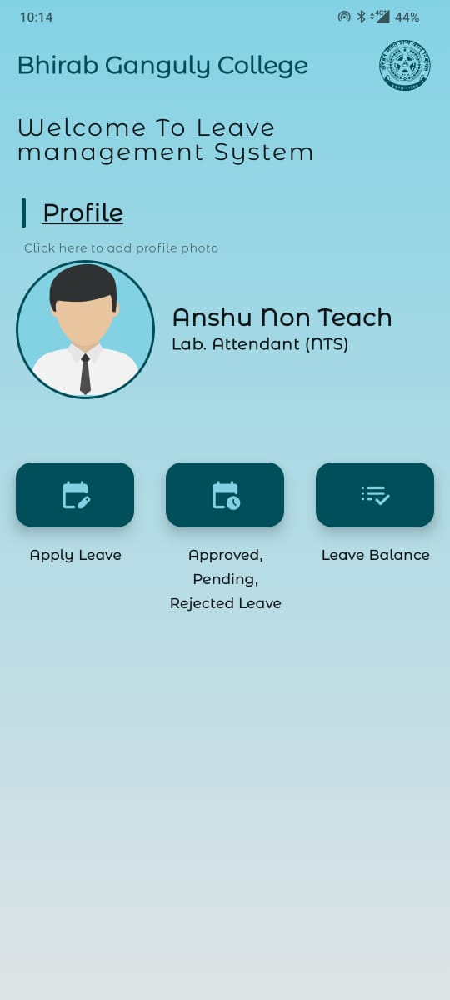 10:14
4G+ 44%
Bhirab Ganguly College
Welcome To Leave
management System
Profile
Click here to add profile photo
Anshu Non Teach
Lab. Attendant (NTS)
Apply Leave
Approved,
Pending,
Rejected Leave
Leave Balance